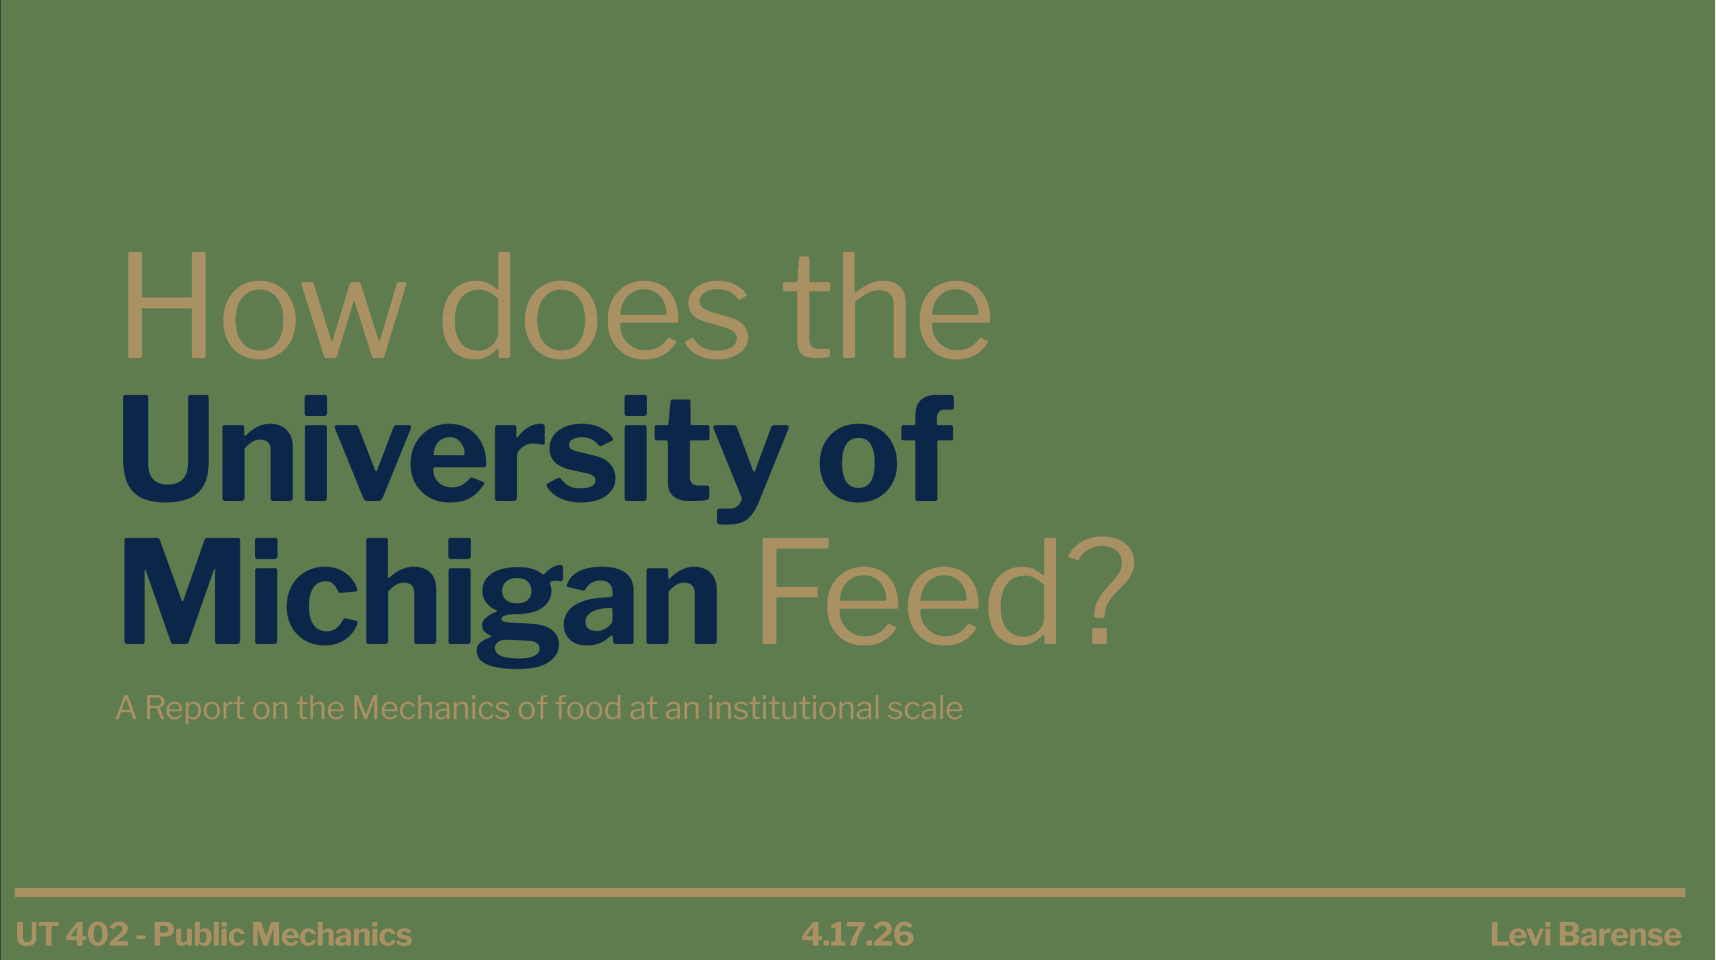 How does the
University of
Michigan Feed?
A Report on the Mechanics of food at an institutional scale
UT 402 - Public Mechanics
4.17.26
Levi Barense